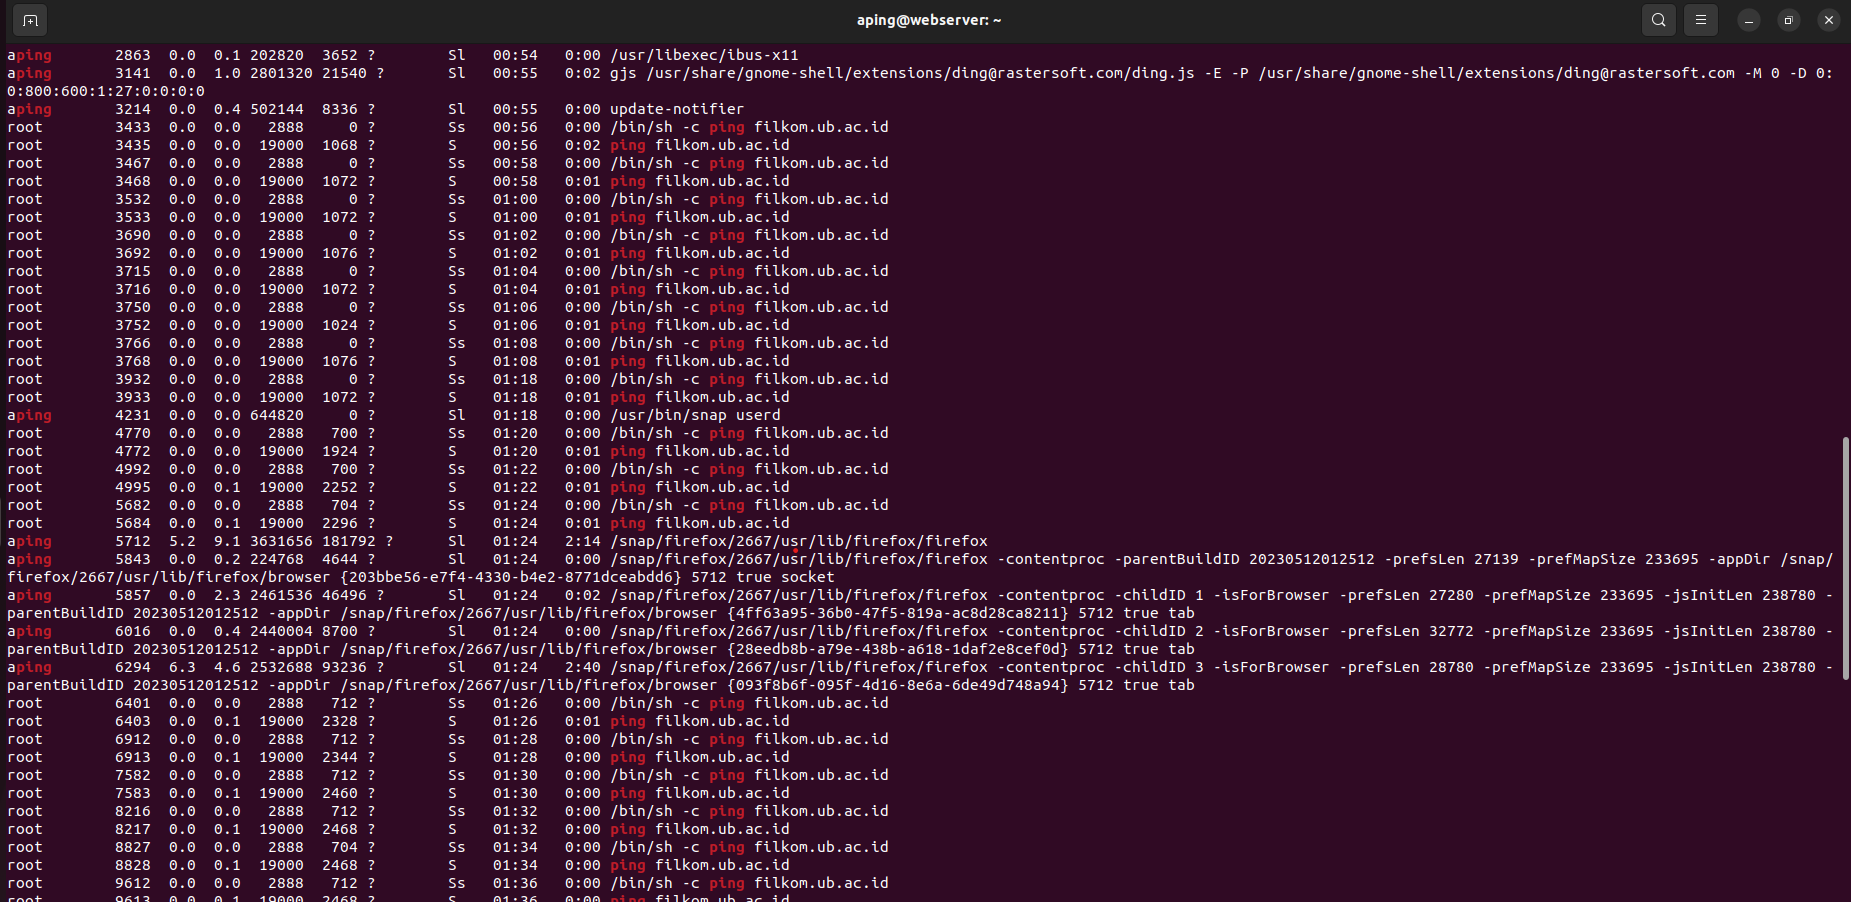 aping@webserver: ~
aping 2863 0.0 0.1 202820 3652 ? Sl 00:54 0:00 /usr/libexec/ibus-x11
aping 3141 0.0 1.0 2801320 21540 ? Sl 00:55 0:02 gjs /usr/share/gnome-shell/extensions/ding@rastersoft.com/ding.js -E -P /usr/share/gnome-shell/extensions/ding@rastersoft.com -M 0 -D 0:
0:800:600:1:27:0:0:0:0
aping 3214 0.0 0.4 502144 8336 ? Sl 00:55 0:00 update-notifier
root 3433 0.0 0.0 2888 0 ? Ss 00:56 0:00 /bin/sh -c ping filkom.ub.ac.id
root 3435 0.0 0.0 19000 1068 ? S 00:56 0:02 ping filkom.ub.ac.id
root 3467 0.0 0.0 2888 0 ? Ss 00:58 0:00 /bin/sh -c ping filkom.ub.ac.id
root 3468 0.0 0.0 19000 1072 ? S 00:58 0:01 ping filkom.ub.ac.id
root 3532 0.0 0.0 2888 0 ? Ss 01:00 0:00 /bin/sh -c ping filkom.ub.ac.id
root 3533 0.0 0.0 19000 1072 ? S 01:00 0:01 ping filkom.ub.ac.id
root 3690 0.0 0.0 2888 0 ? Ss 01:02 0:00 /bin/sh -c ping filkom.ub.ac.id
root 3692 0.0 0.0 19000 1076 ? S 01:02 0:01 ping filkom.ub.ac.id
root 3715 0.0 0.0 2888 0 ? Ss 01:04 0:00 /bin/sh -c ping filkom.ub.ac.id
root 3716 0.0 0.0 19000 1072 ? S 01:04 0:01 ping filkom.ub.ac.id
root 3750 0.0 0.0 2888 0 ? Ss 01:06 0:00 /bin/sh -c ping filkom.ub.ac.id
root 3752 0.0 0.0 19000 1024 ? S 01:06 0:01 ping filkom.ub.ac.id
root 3766 0.0 0.0 2888 0 ? Ss 01:08 0:00 /bin/sh -c ping filkom.ub.ac.id
root 3768 0.0 0.0 19000 1076 ? S 01:08 0:01 ping filkom.ub.ac.id
root 3932 0.0 0.0 2888 0 ? Ss 01:18 0:00 /bin/sh -c ping filkom.ub.ac.id
root 3933 0.0 0.0 19000 1072 ? S 01:18 0:01 ping filkom.ub.ac.id
aping 4231 0.0 0.0 644820 0 ? Sl 01:18 0:00 /usr/bin/snap userd
root 4770 0.0 0.0 2888 700 ? Ss 01:20 0:00 /bin/sh -c ping filkom.ub.ac.id
root 4772 0.0 0.0 19000 1924 ? S 01:20 0:01 ping filkom.ub.ac.id
root 4992 0.0 0.0 2888 700 ? Ss 01:22 0:00 /bin/sh -c ping filkom.ub.ac.id
root 4995 0.0 0.1 19000 2252 ? S 01:22 0:01 ping filkom.ub.ac.id
root 5682 0.0 0.0 2888 704 ? Ss 01:24 0:00 /bin/sh -c ping filkom.ub.ac.id
root 5684 0.0 0.1 19000 2296 ? S 01:24 0:01 ping filkom.ub.ac.id
aping 5712 5.2 9.1 3631656 181792 ? Sl 01:24 2:14 /snap/firefox/2667/usr/lib/firefox/firefox
aping 5843 0.0 0.2 224768 4644 ? Sl 01:24 0:00 /snap/firefox/2667/usr/lib/firefox/firefox -contentproc -parentBuildID 20230512012512 -prefsLen 27139 -prefMapSize 233695 -appDir /snap/
firefox/2667/usr/lib/firefox/browser {203bbe56-e7f4-4330-b4e2-8771dceabdd6} 5712 true socket
aping 5857 0.0 2.3 2461536 46496 ? Sl 01:24 0:02 /snap/firefox/2667/usr/lib/firefox/firefox -contentproc -childID 1 -isForBrowser -prefsLen 27280 -prefMapSize 233695 -jsInitLen 238780 -
parentBuildID 20230512012512 -appDir /snap/firefox/2667/usr/lib/firefox/browser {4ff63a95-36b0-47f5-819a-ac8d28ca8211} 5712 true tab
aping 6016 0.0 0.4 2440004 8700 ? Sl 01:24 0:00 /snap/firefox/2667/usr/lib/firefox/firefox -contentproc -childID 2 -isForBrowser -prefsLen 32772 -prefMapSize 233695 -jsInitLen 238780 -
parentBuildID 20230512012512 -appDir /snap/firefox/2667/usr/lib/firefox/browser {28eedb8b-a79e-438b-a618-1daf2e8cef0d} 5712 true tab
aping 6294 6.3 4.6 2532688 93236 ? Sl 01:24 2:40 /snap/firefox/2667/usr/lib/firefox/firefox -contentproc -childID 3 -isForBrowser -prefsLen 28780 -prefMapSize 233695 -jsInitLen 238780 -
parentBuildID 20230512012512 -appDir /snap/firefox/2667/usr/lib/firefox/browser {093f8b6f-095f-4d16-8e6a-6de49d748a94} 5712 true tab
root 6401 0.0 0.0 2888 712 ? Ss 01:26 0:00 /bin/sh -c ping filkom.ub.ac.id
root 6403 0.0 0.1 19000 2328 ? S 01:26 0:01 ping filkom.ub.ac.id
root 6912 0.0 0.0 2888 712 ? Ss 01:28 0:00 /bin/sh -c ping filkom.ub.ac.id
root 6913 0.0 0.1 19000 2344 ? S 01:28 0:00 ping filkom.ub.ac.id
root 7582 0.0 0.0 2888 712 ? Ss 01:30 0:00 /bin/sh -c ping filkom.ub.ac.id
root 7583 0.0 0.1 19000 2460 ? S 01:30 0:00 ping filkom.ub.ac.id
root 8216 0.0 0.0 2888 712 ? Ss 01:32 0:00 /bin/sh -c ping filkom.ub.ac.id
root 8217 0.0 0.1 19000 2468 ? S 01:32 0:00 ping filkom.ub.ac.id
root 8827 0.0 0.0 2888 704 ? Ss 01:34 0:00 /bin/sh -c ping filkom.ub.ac.id
root 8828 0.0 0.1 19000 2468 ? S 01:34 0:00 ping filkom.ub.ac.id
root 9612 0.0 0.0 2888 712 ? Ss 01:36 0:00 /bin/sh -c ping filkom.ub.ac.id
root 9613 0.0 0.1 19000 2468 ? S 01:36 0:00 ping filkom.ub.ac.id